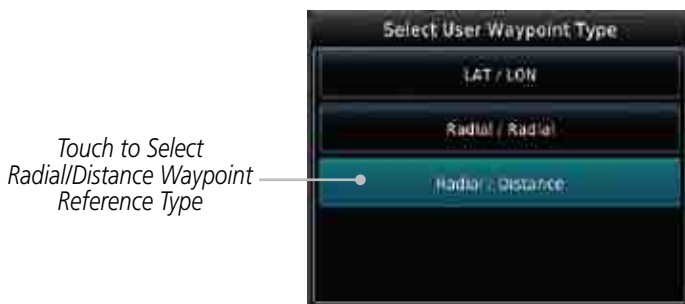 Select User Waypoint Type
LAT / LON
Radial / Radial
Radial / Distance
Touch to Select
Radial/Distance Waypoint
Reference Type